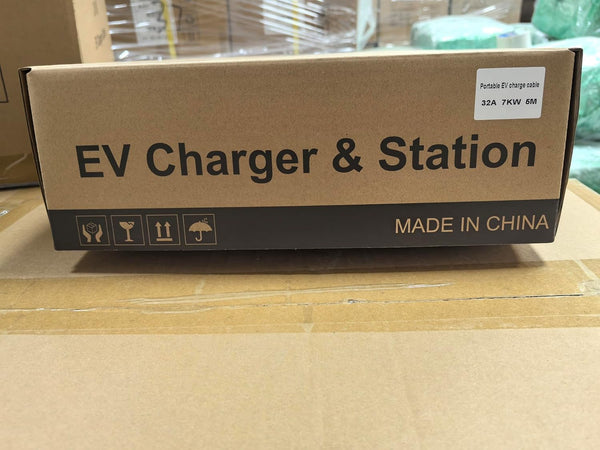 Portable EV charge cable
32A 7KW 5M
EV Charger & Station
MADE IN CHINA